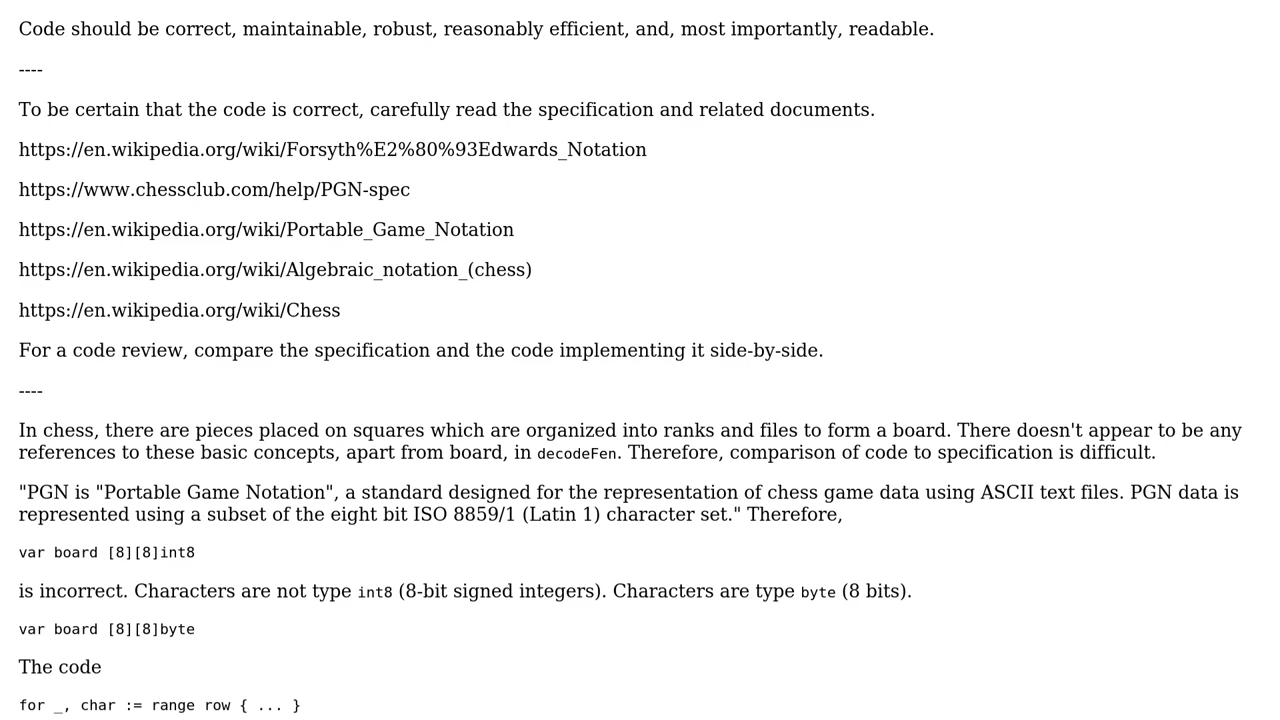 Code should be correct, maintainable, robust, reasonably efficient, and, most importantly, readable.
----
To be certain that the code is correct, carefully read the specification and related documents.
https://en.wikipedia.org/wiki/Forsyth%E2%80%93Edwards_Notation
https://www.chessclub.com/help/PGN-spec
https://en.wikipedia.org/wiki/Portable_Game_Notation
https://en.wikipedia.org/wiki/Algebraic_notation_(chess)
https://en.wikipedia.org/wiki/Chess
For a code review, compare the specification and the code implementing it side-by-side.
----
In chess, there are pieces placed on squares which are organized into ranks and files to form a board. There doesn't appear to be any
references to these basic concepts, apart from board, in decodeFen. Therefore, comparison of code to specification is difficult.
"PGN is "Portable Game Notation", a standard designed for the representation of chess game data using ASCII text files. PGN data is
represented using a subset of the eight bit ISO 8859/1 (Latin 1) character set." Therefore,
var board [8][8]int8
is incorrect. Characters are not type int8 (8-bit signed integers). Characters are type byte (8 bits).
var board [8][8]byte
The code
for _, char := range row { ... }